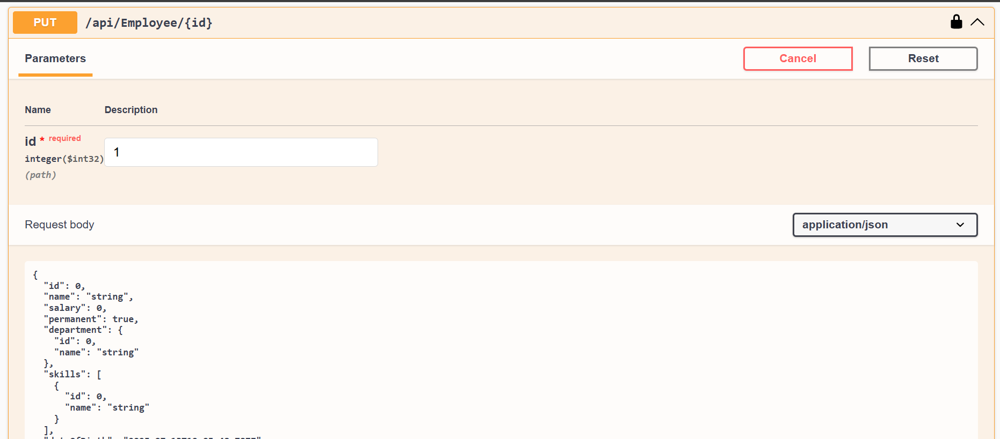 PUT /api/Employee/{id}
Parameters
Cancel
Reset
Name Description
id * required
integer($int32)
(path)
1
Request body
application/json
{
  "id": 0,
  "name": "string",
  "salary": 0,
  "permanent": true,
  "department": {
    "id": 0,
    "name": "string"
  },
  "skills": [
    {
      "id": 0,
      "name": "string"
    }
  ],